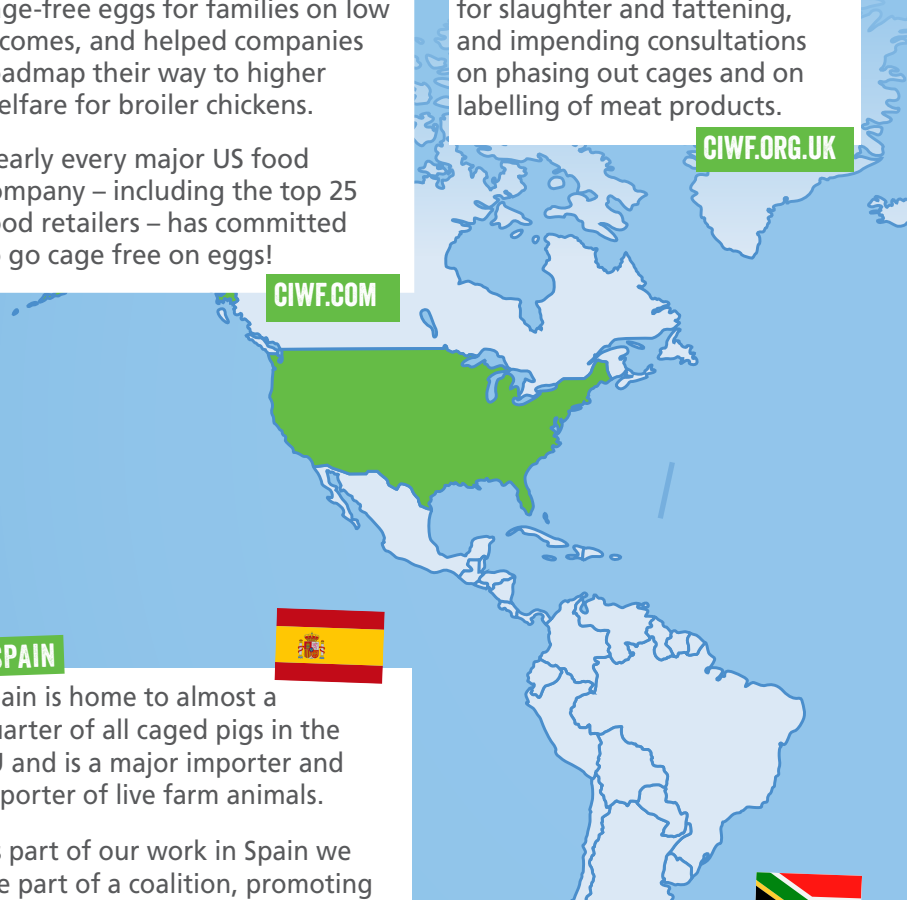 ge-free eggs for families on low
comes, and helped companies
admap their way to higher
elfare for broiler chickens.
early every major US food
ompany – including the top 25
od retailers – has committed
go cage free on eggs!
CIWF.COM
for slaughter and fattening,
and impending consultations
on phasing out cages and on
labelling of meat products.
CIWF.ORG.UK
SPAIN
ain is home to almost a
uarter of all caged pigs in the
U and is a major importer and
porter of live farm animals.
s part of our work in Spain we
e part of a coalition, promoting